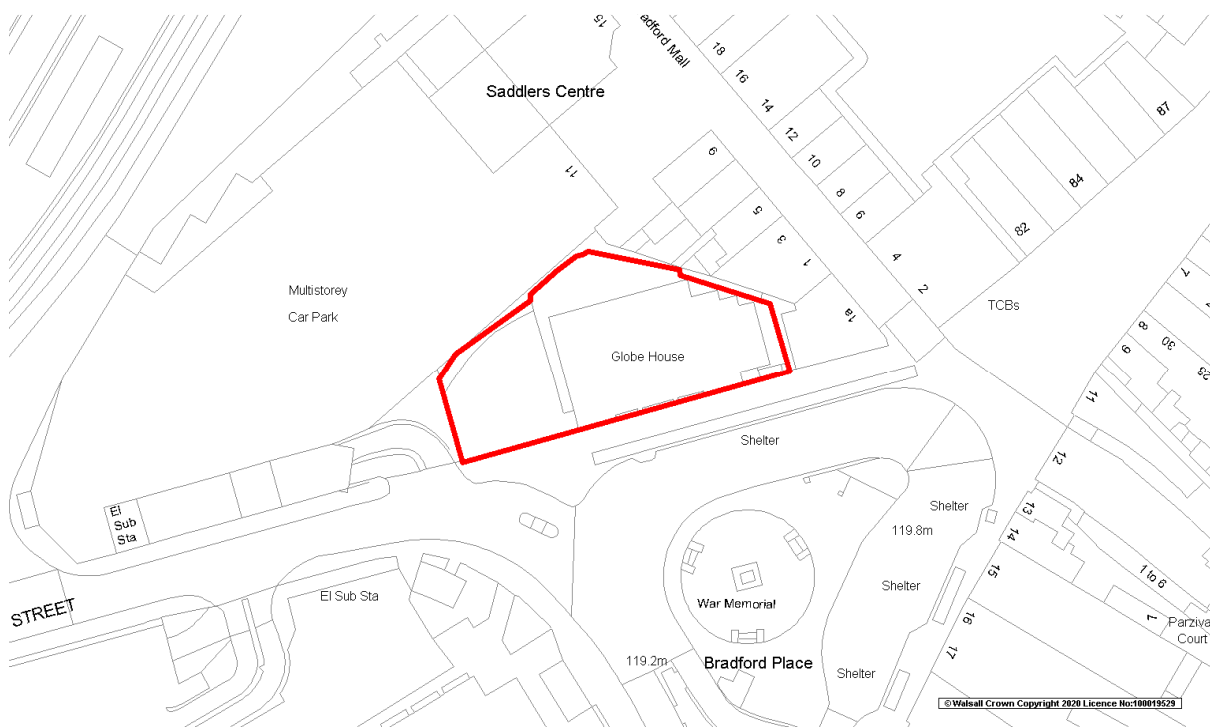 15
adford Mall
18
16
14
12
10
8
6
4
2
Saddlers Centre
11
9
5
3
1
1a
87
84
82
TCBs
Multistorey
Car Park
Globe House
Shelter
7
8
30
9
23
11
12
13
14
15
16
17
1 to 6
1
Parziva
Court
Shelter
119.8m
Shelter
Shelter
War Memorial
Bradford Place
119.2m
El
Sub
Sta
El Sub Sta
STREET
© Walsall Crown Copyright 2020 Licence No:100019529